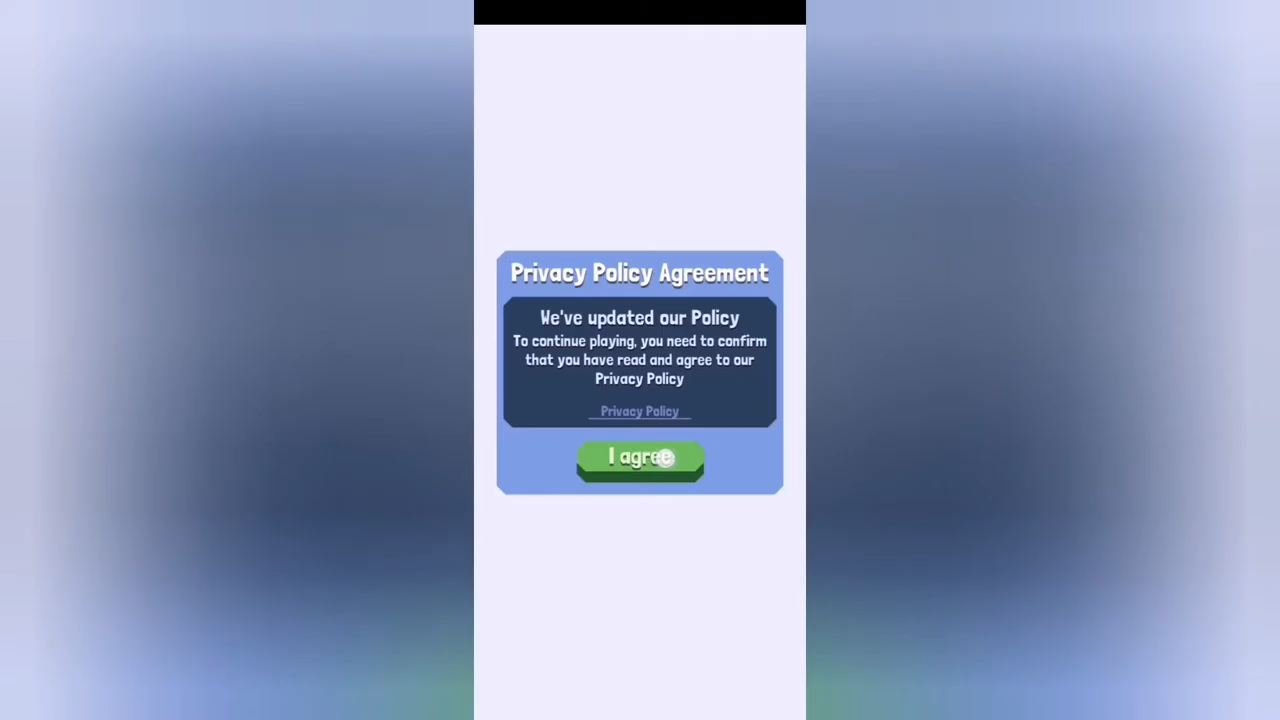 Privacy Policy Agreement
We've updated our Policy
To continue playing, you need to confirm
that you have read and agree to our
Privacy Policy
Privacy Policy
I agree